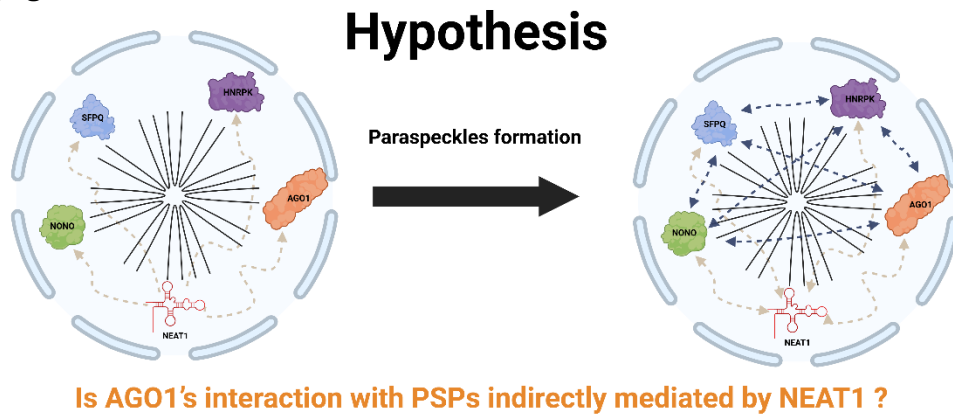 Hypothesis
HNRPK
SFPQ
AGO1
NONO
NEAT1
Paraspeckles formation
HNRPK
SFPQ
AGO1
NONO
NEAT1
Is AGO1's interaction with PSPs indirectly mediated by NEAT1 ?